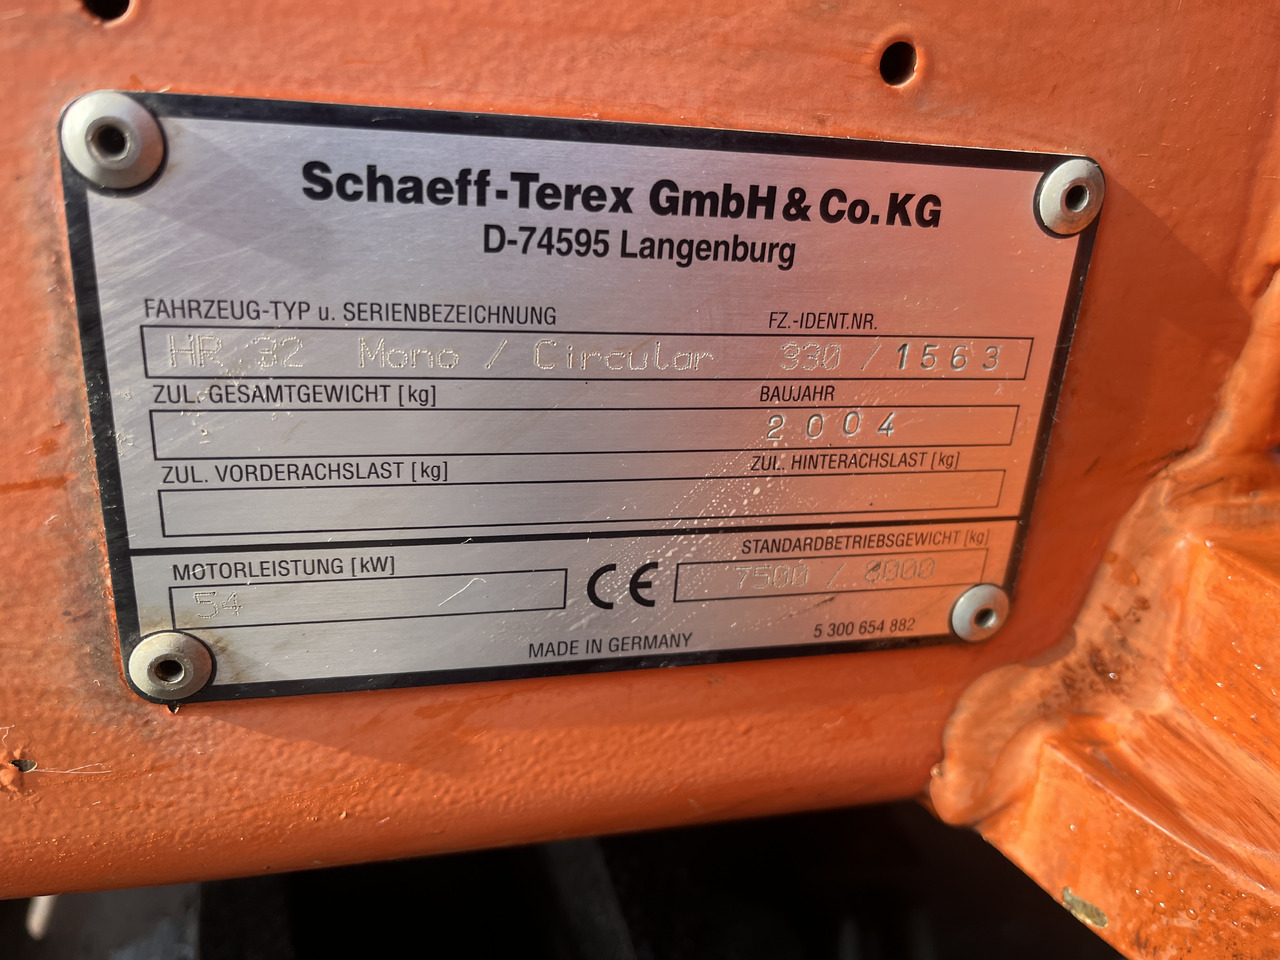 Schaeff-Terex GmbH & Co. KG
D-74595 Langenburg
FAHRZEUG-TYP u. SERIENBEZEICHNUNG FZ.-IDENT.NR.
HR 32 Mono / Circular 330 / 1563
ZUL. GESAMTGEWICHT [kg] BAUJAHR
2004
ZUL. VORDERACHSLAST [kg] ZUL. HINTERACHSLAST [kg]
MOTORLEISTUNG [kW] STANDARDBETRIEBSGEWICHT [kg]
54 CE 7500 / 8000
MADE IN GERMANY 5 300 654 882